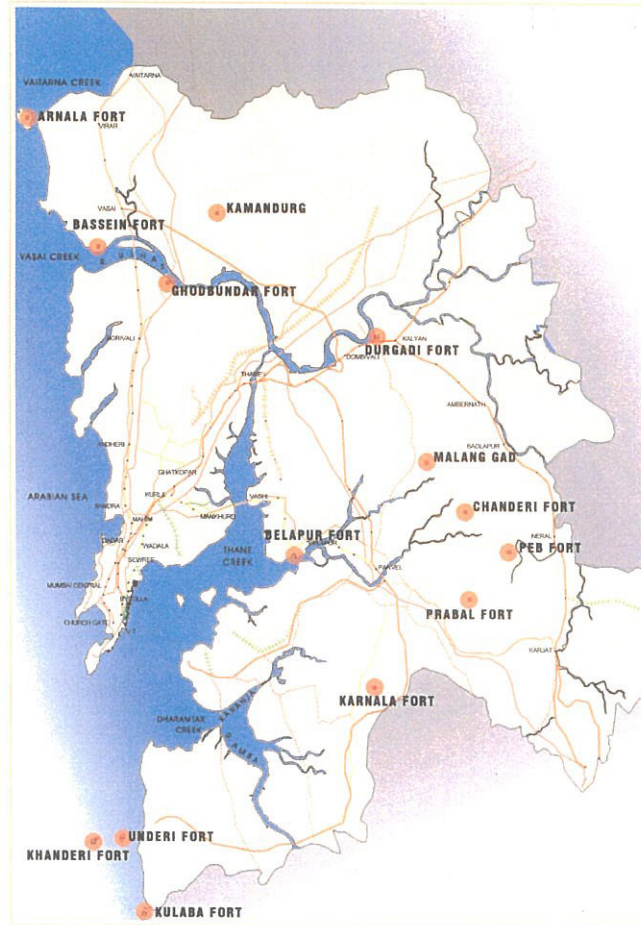 VAITARNA CREEK
VAITARNA
ARNALA FORT
VIRAR
VASAI
KAMANDURG
BASSEIN FORT
VASAI CREEK
R. ULHAS
GHODBUNDAR FORT
BORIVALI
DURGADI FORT
KALYAN
DOMBIVALI
THANE
AMBERNATH
BADLAPUR
ANDHERI
GHATKOPAR
MALANG GAD
ARABIAN SEA
KURLA
VASHI
BANDRA
MAHIM
MANKHURD
CHANDERI FORT
DADAR
WADALA
THANE CREEK
BELAPUR FORT
NERAL
PEB FORT
SEWREE
PANVEL
MUMBAI CENTRAL
BYCULLA
PRABAL FORT
CHURCH GATE
V.T.
KARJAT
KARNALA FORT
KARANJA
DHARAMTAR CREEK
R. AMBA
UNDERI FORT
KHANDERI FORT
KULABA FORT